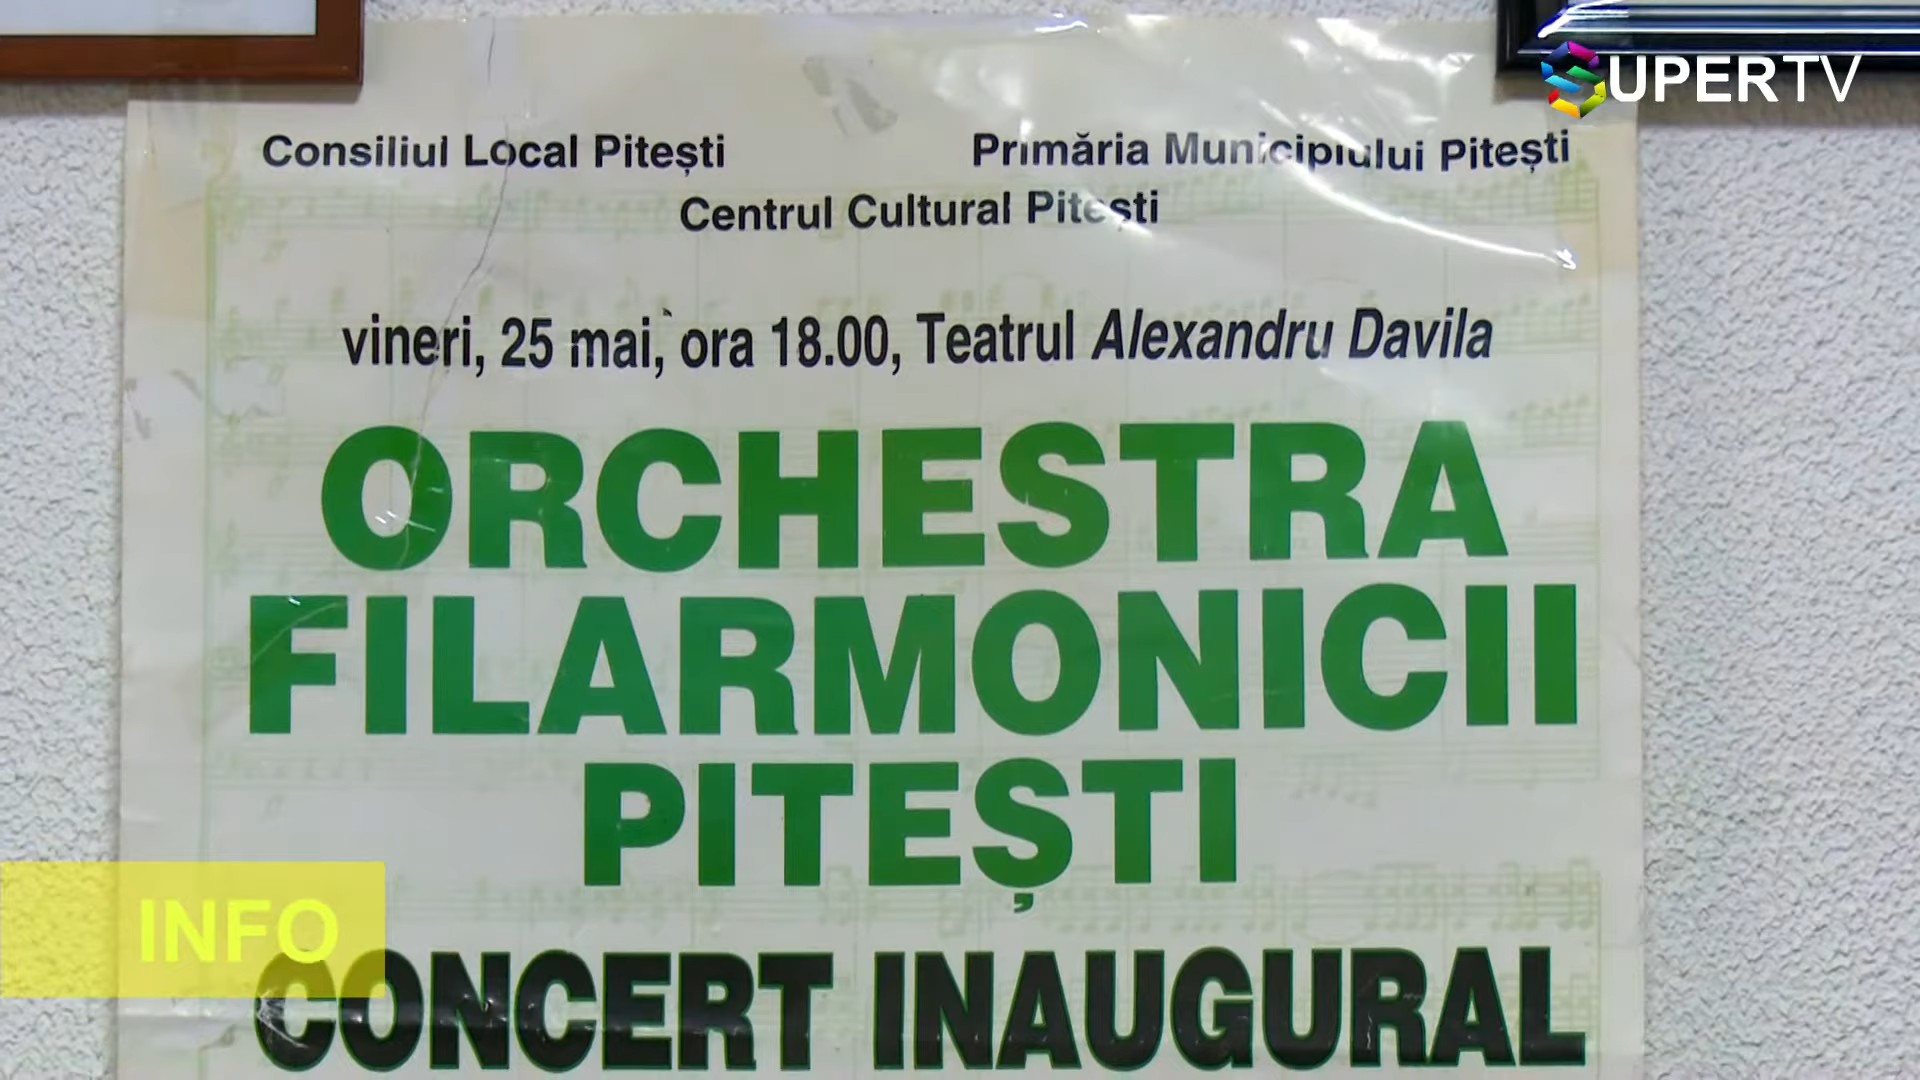 SUPERTV
Consiliul Local Pitești
Primăria Municipiului Pitești
Centrul Cultural Pitești
vineri, 25 mai, ora 18.00, Teatrul Alexandru Davila
ORCHESTRA
FILARMONICII
PITEȘTI
INFO
CONCERT INAUGURAL